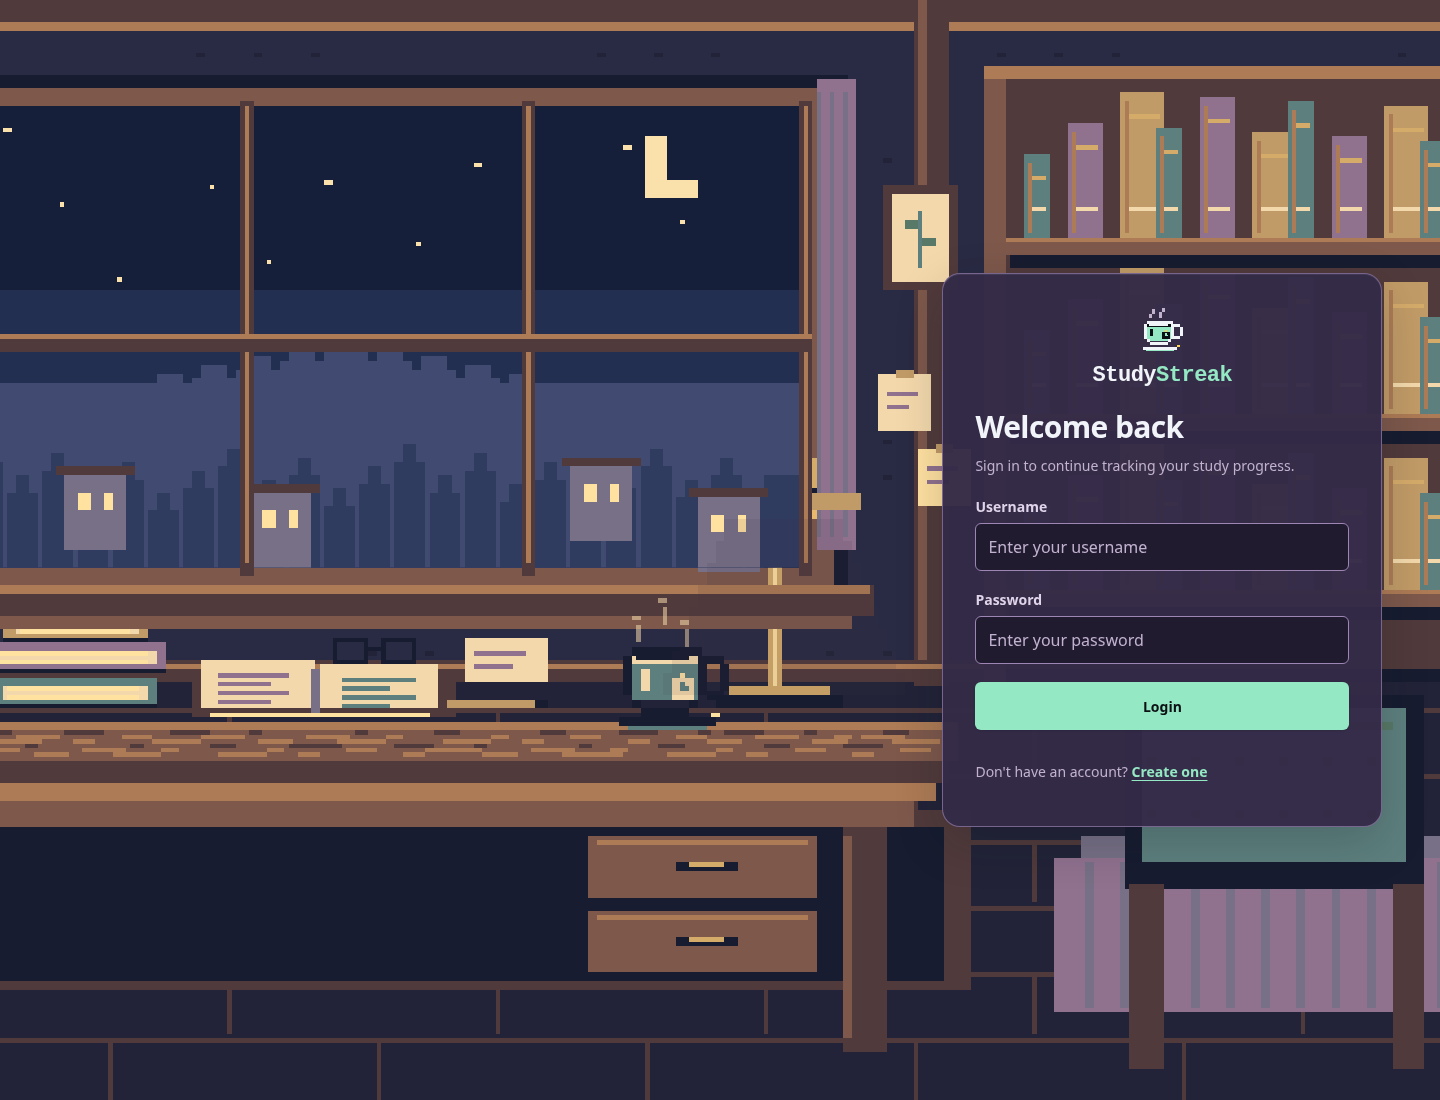 StudyStreak
Welcome back
Sign in to continue tracking your study progress.
Username
Enter your username
Password
Enter your password
Login
Don't have an account? Create one